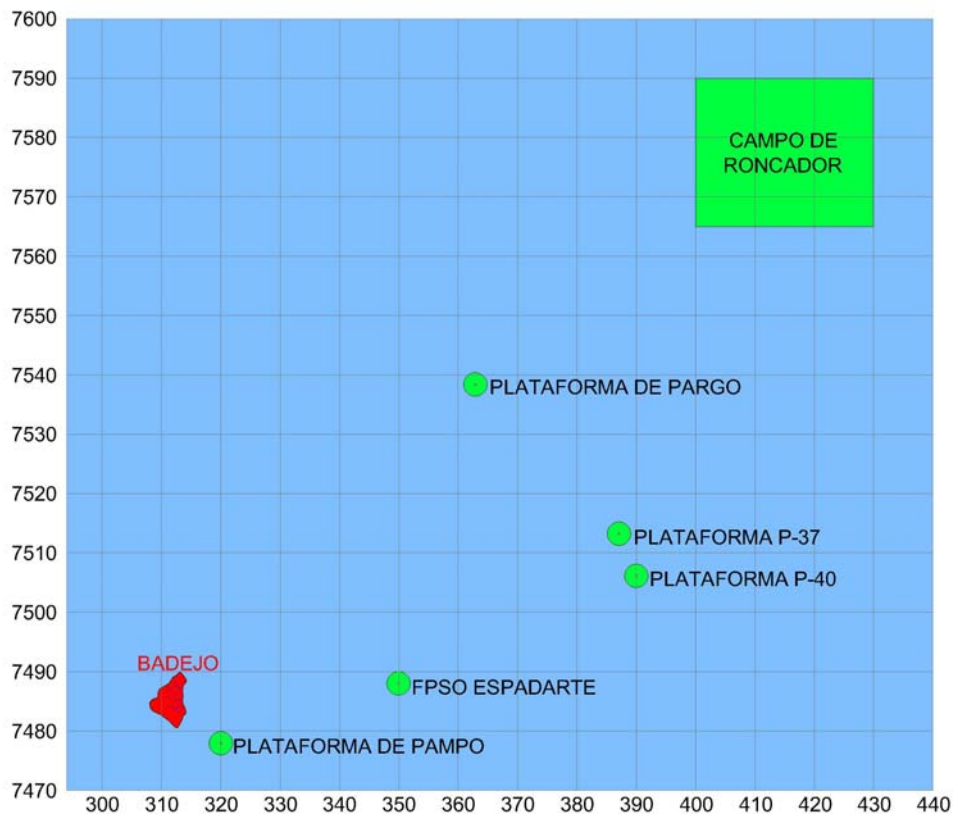 7600
7590
7580
CAMPO DE
RONCADOR
7570
7560
7550
7540
PLATAFORMA DE PARGO
7530
7520
7510
PLATAFORMA P-37
PLATAFORMA P-40
7500
7490
BADEJO
FPSO ESPADARTE
7480
PLATAFORMA DE PAMPO
7470
300 310 320 330 340 350 360 370 380 390 400 410 420 430 440